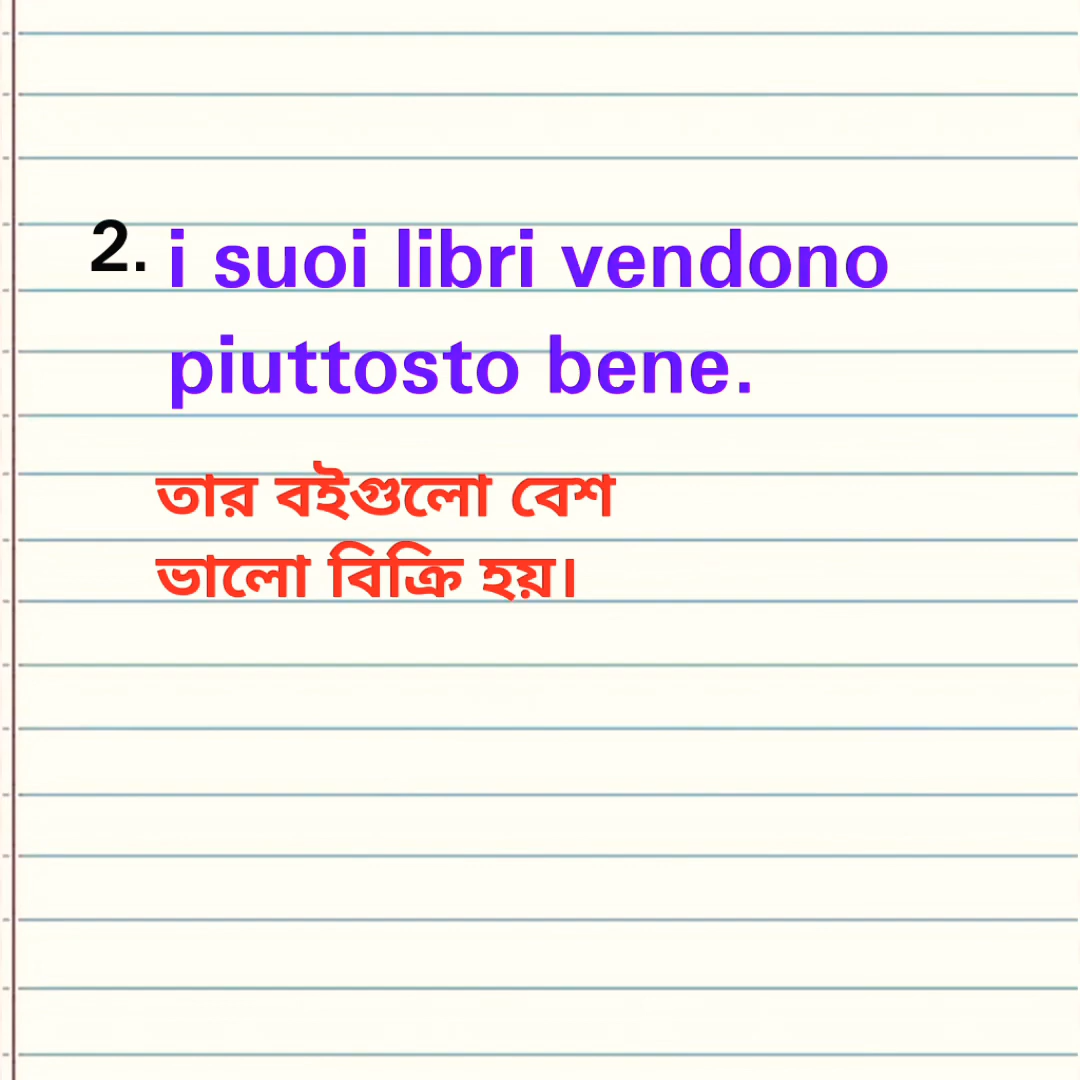 2. i suoi libri vendono
piuttosto bene.
তার বইগুলো বেশ
ভালো বিক্রি হয়।